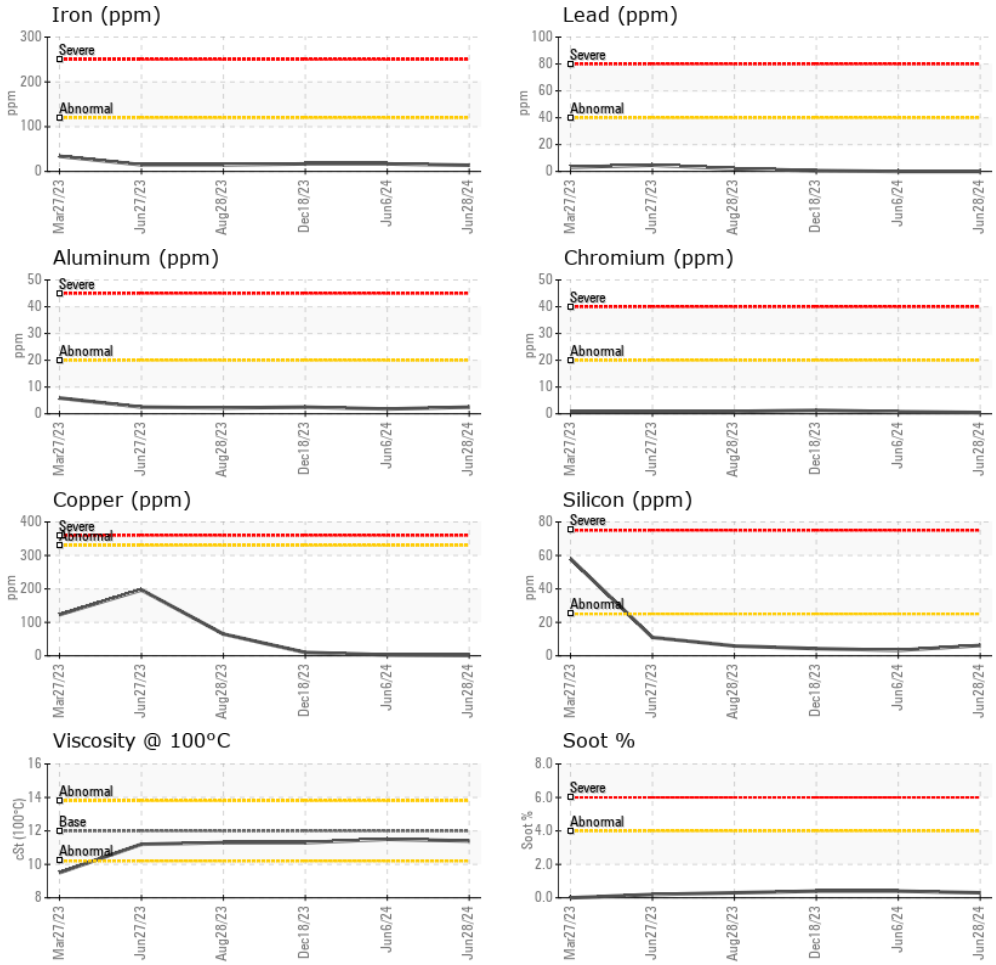 Iron (ppm)
300
200
100
0
ppm
Severe
Abnormal
Mar27/23
Jun27/23
Aug28/23
Dec18/23
Jun6/24
Jun28/24
Lead (ppm)
100
80
60
40
20
0
ppm
Severe
Abnormal
Mar27/23
Jun27/23
Aug28/23
Dec18/23
Jun6/24
Jun28/24
Aluminum (ppm)
50
40
30
20
10
0
ppm
Severe
Abnormal
Mar27/23
Jun27/23
Aug28/23
Dec18/23
Jun6/24
Jun28/24
Chromium (ppm)
50
40
30
20
10
0
ppm
Severe
Abnormal
Mar27/23
Jun27/23
Aug28/23
Dec18/23
Jun6/24
Jun28/24
Copper (ppm)
400
300
200
100
0
ppm
Severe
Abnormal
Mar27/23
Jun27/23
Aug28/23
Dec18/23
Jun6/24
Jun28/24
Silicon (ppm)
80
60
40
20
0
ppm
Severe
Abnormal
Mar27/23
Jun27/23
Aug28/23
Dec18/23
Jun6/24
Jun28/24
Viscosity @ 100°C
16
14
12
10
8
cSt (100°C)
Abnormal
Base
Abnormal
Mar27/23
Jun27/23
Aug28/23
Dec18/23
Jun6/24
Jun28/24
Soot %
8.0
6.0
4.0
2.0
0.0
Soot %
Severe
Abnormal
Mar27/23
Jun27/23
Aug28/23
Dec18/23
Jun6/24
Jun28/24